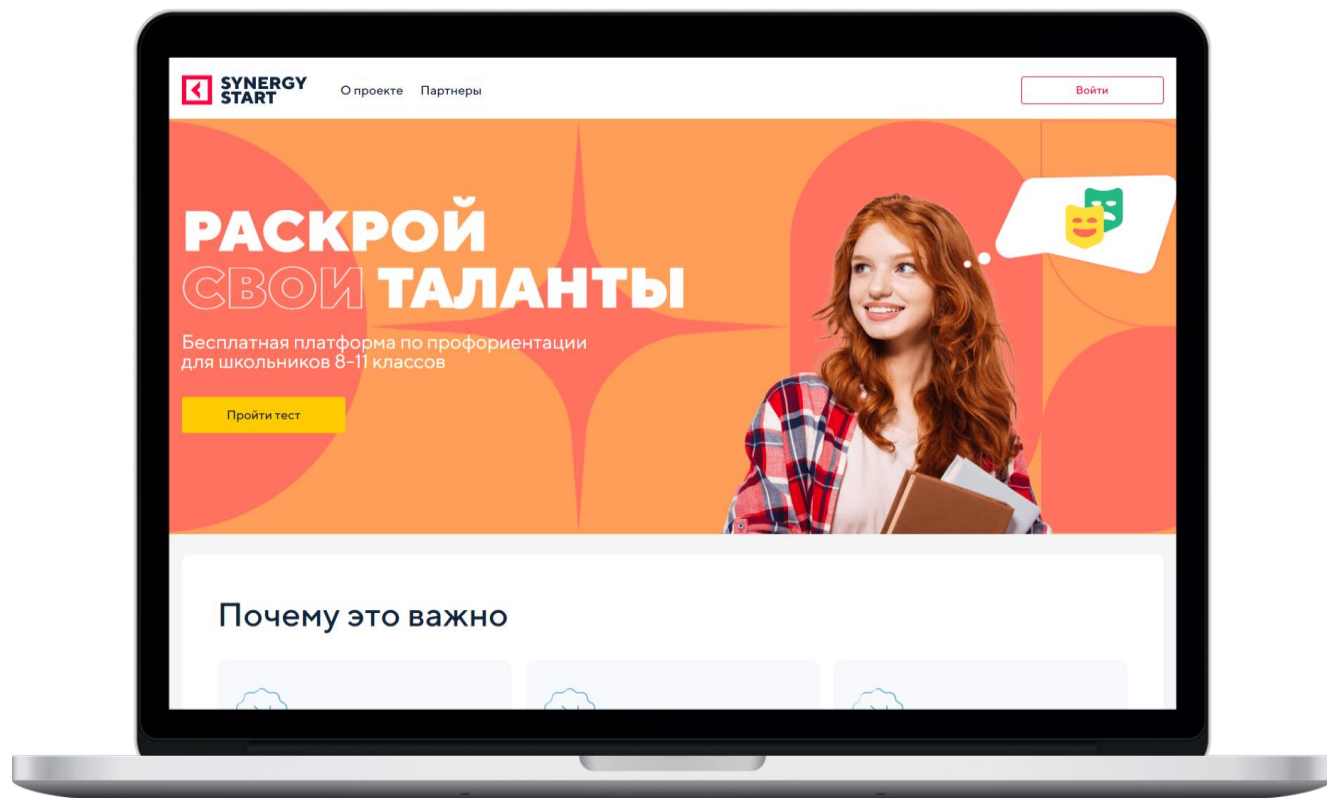 SYNERGY
START
О проекте Партнеры
Войти
РАСКРОЙ
СВОИ ТАЛАНТЫ
Бесплатная платформа по профориентации
для школьников 8-11 классов
Пройти тест
Почему это важно